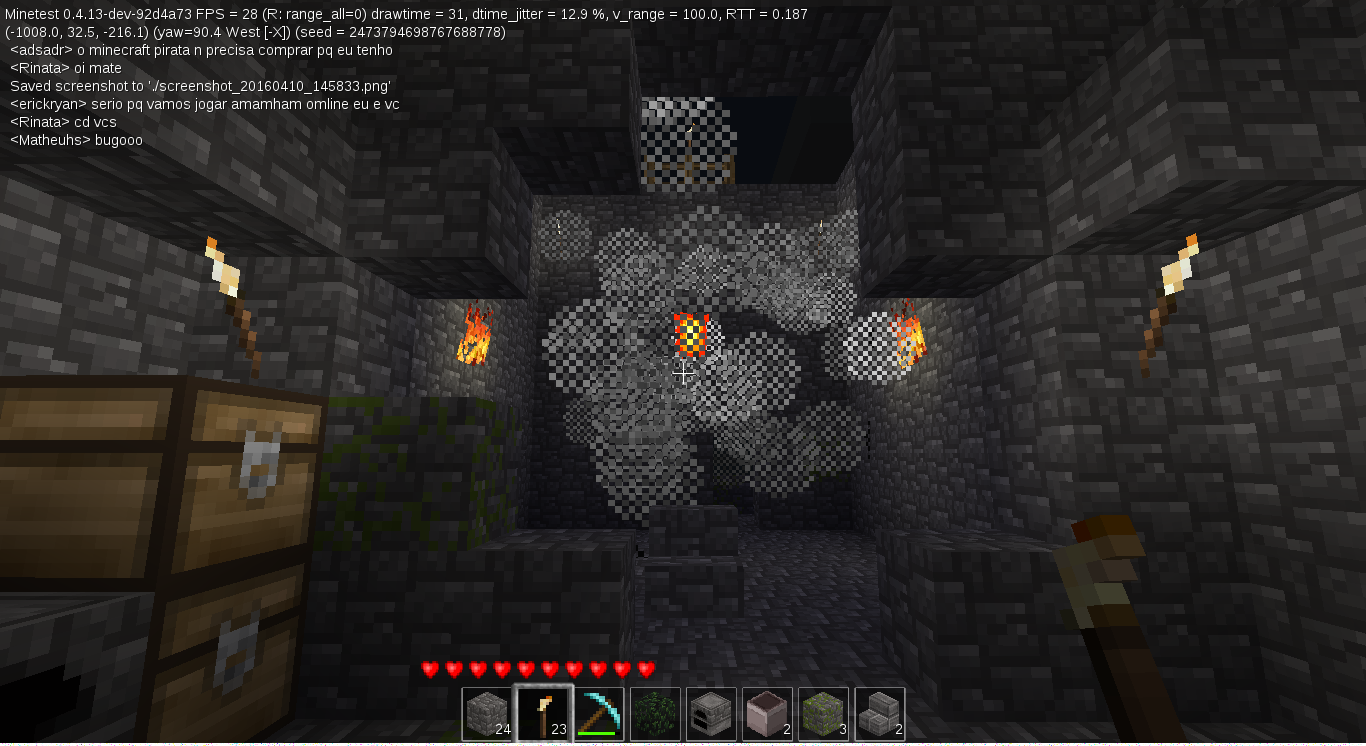 Minetest 0.4.13-dev-92d4a73 FPS = 28 (R: range_all=0) drawtime = 31, dtime_jitter = 12.9 %, v_range = 100.0, RTT = 0.187
(-1008.0, 32.5, -216.1) (yaw=90.4 West [-X]) (seed = 2473794698767688778)
<adsadr> o minecraft pirata n precisa comprar pq eu tenho
<Rinata> oi mate
Saved screenshot to './screenshot_20160410_145833.png'
<erickryan> serio pq vamos jogar amamham omline eu e vc
<Rinata> cd vcs
<Matheuhs> bugooo
24 23 2 3 2